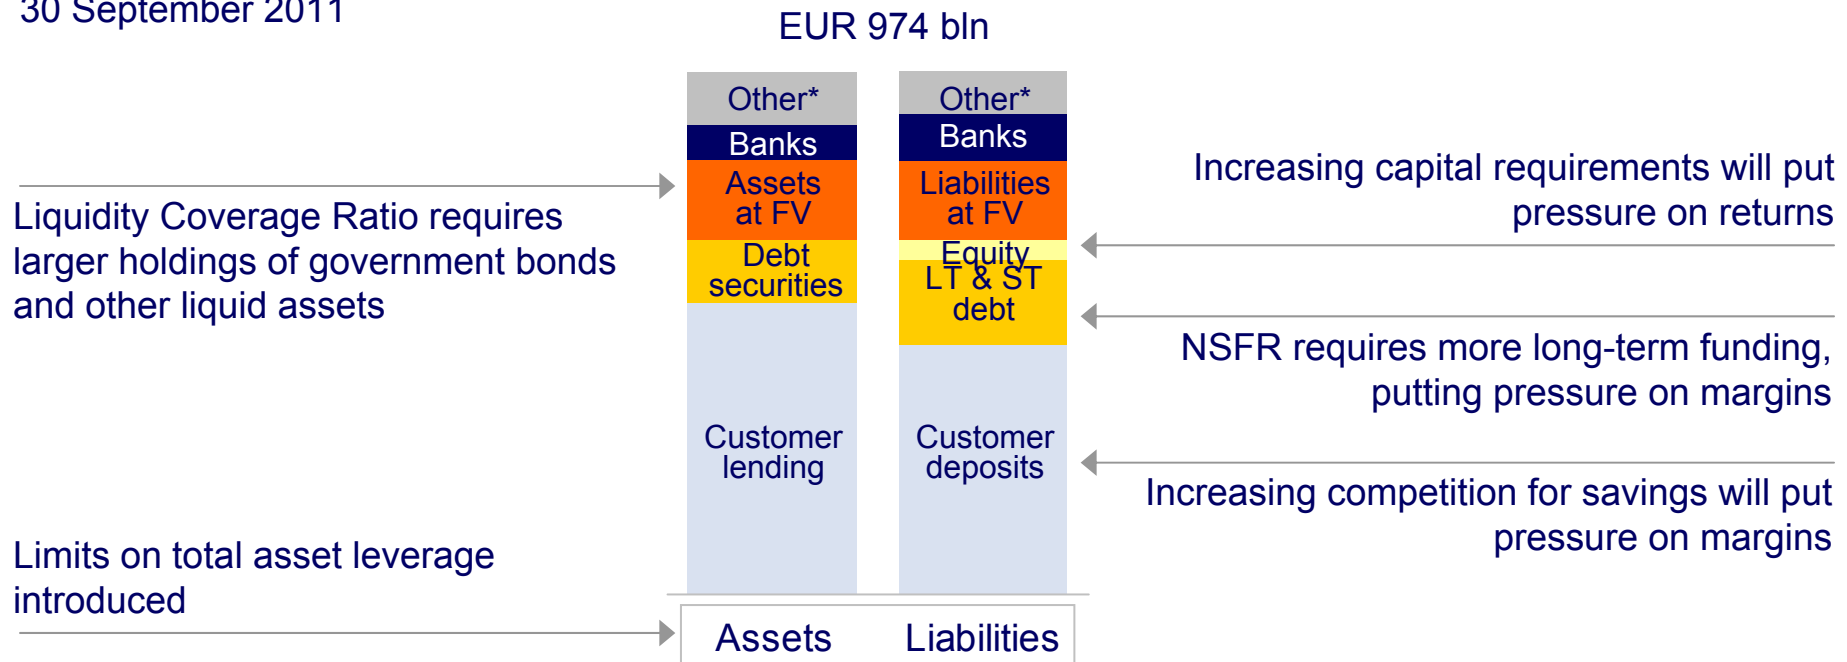 30 September 2011
EUR 974 bln
Other*
Banks
Assets
at FV
Debt
securities
Customer
lending
Assets
Other*
Banks
Liabilities
at FV
Equity
LT & ST
debt
Customer
deposits
Liabilities
Liquidity Coverage Ratio requires
larger holdings of government bonds
and other liquid assets
Limits on total asset leverage
introduced
Increasing capital requirements will put
pressure on returns
NSFR requires more long-term funding,
putting pressure on margins
Increasing competition for savings will put
pressure on margins